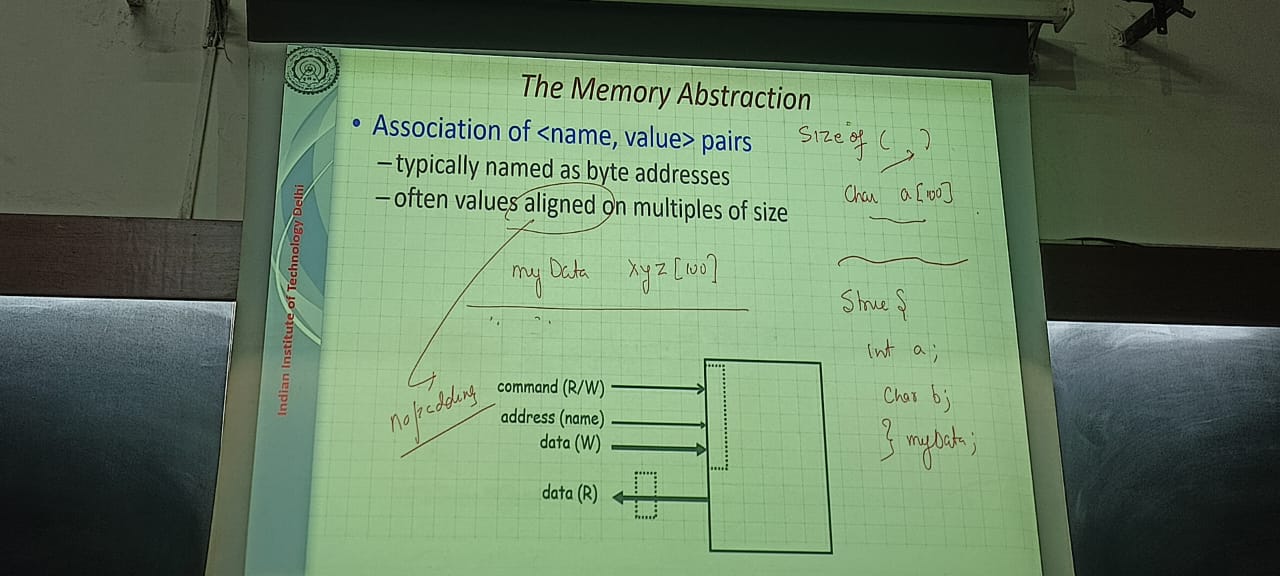 The Memory Abstraction
• Association of <name, value> pairs
–typically named as byte addresses
–often values aligned on multiples of size
Size of ( , )
Char a[100]
my Data xyz[100]
Struc {
int a;
Char b;
} myData;
no padding
command (R/W)
address (name)
data (W)
data (R)
Indian Institute of Technology Delhi